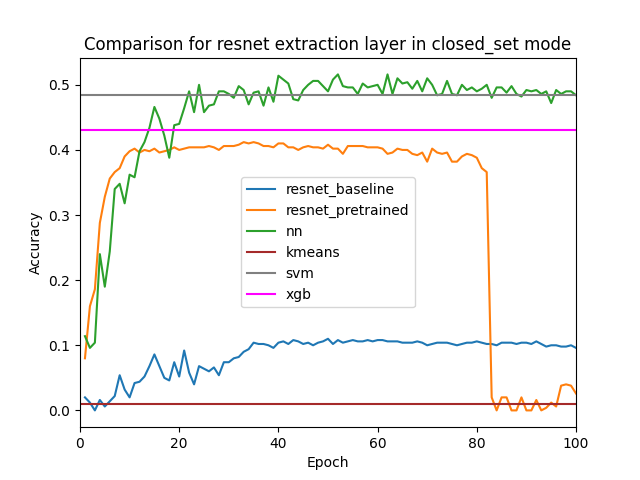 Comparison for resnet extraction layer in closed_set mode
0.5
0.4
0.3
0.2
0.1
0.0
Accuracy
resnet_baseline
resnet_pretrained
nn
kmeans
svm
xgb
0 20 40 60 80 100
Epoch